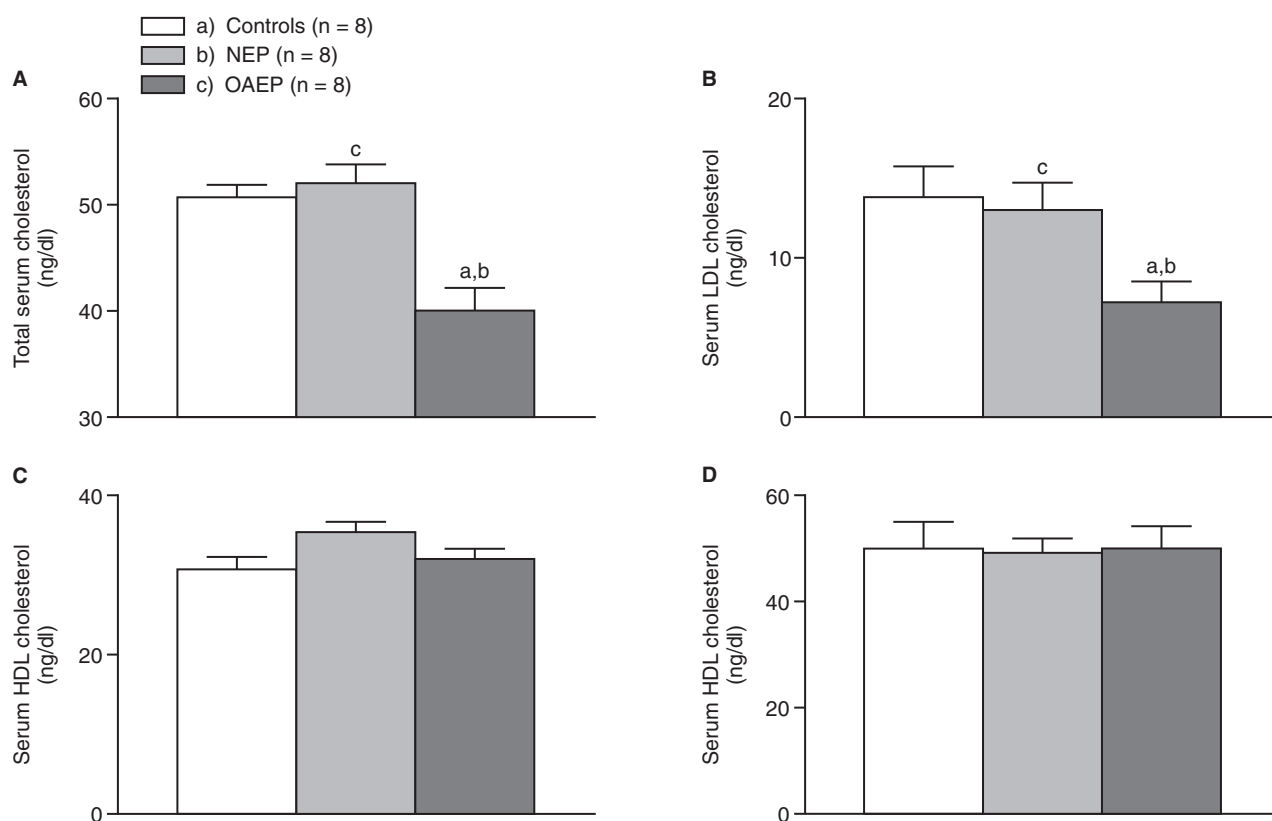 a) Controls (n = 8)
b) NEP (n = 8)
c) OAEP (n = 8)
A
Total serum cholesterol
(ng/dl)
60
50
40
30
c
a,b
B
Serum LDL cholesterol
(ng/dl)
20
10
0
c
a,b
C
Serum HDL cholesterol
(ng/dl)
40
20
0
D
Serum HDL cholesterol
(ng/dl)
60
40
20
0